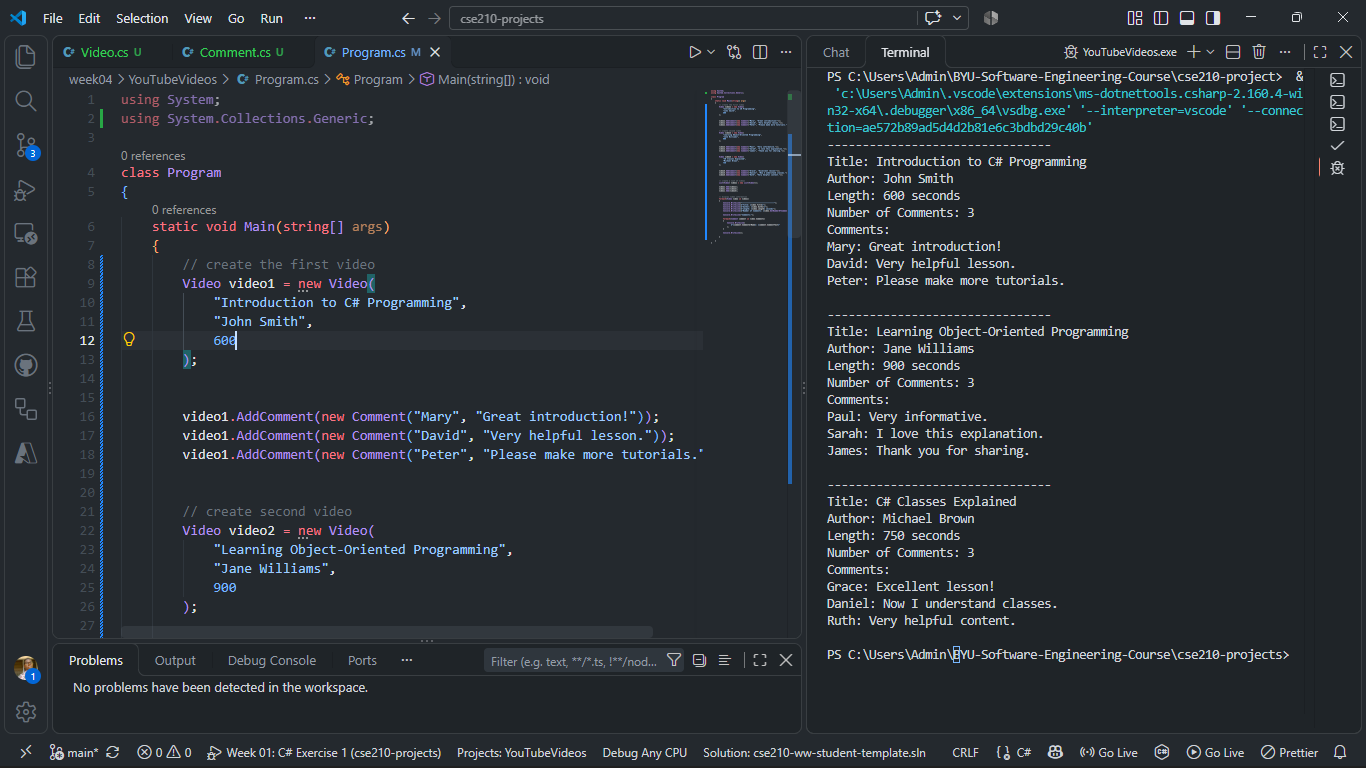 File Edit Selection View Go Run ···
cse210-projects
Video.cs U
Comment.cs U
Program.cs M
week04 > YouTubeVideos > Program.cs > Program > Main(string[]) : void
1 using System;
2 using System.Collections.Generic;
3
0 references
4 class Program
5 {
0 references
6 static void Main(string[] args)
7 {
8 // create the first video
9 Video video1 = new Video(
10 "Introduction to C# Programming",
11 "John Smith",
12 600
13 );
14
15
16 video1.AddComment(new Comment("Mary", "Great introduction!"));
17 video1.AddComment(new Comment("David", "Very helpful lesson."));
18 video1.AddComment(new Comment("Peter", "Please make more tutorials."
19
20
21 // create second video
22 Video video2 = new Video(
23 "Learning Object-Oriented Programming",
24 "Jane Williams",
25 900
26 );
27
Problems Output Debug Console Ports ···
Filter (e.g. text, **/*.ts, !**/nod...
No problems have been detected in the workspace.
Chat Terminal
YouTubeVideos.exe
PS C:\Users\Admin\BYU-Software-Engineering-Course\cse210-project> &
'c:\Users\Admin\.vscode\extensions\ms-dotnettools.csharp-2.160.4-wi
n32-x64\.debugger\x86_64\vsdbg.exe' '--interpreter=vscode' '--connec
tion=ae572b89ad5d4d2b81e6c3bdbd29c40b'
--------------------------------
Title: Introduction to C# Programming
Author: John Smith
Length: 600 seconds
Number of Comments: 3
Comments:
Mary: Great introduction!
David: Very helpful lesson.
Peter: Please make more tutorials.
--------------------------------
Title: Learning Object-Oriented Programming
Author: Jane Williams
Length: 900 seconds
Number of Comments: 3
Comments:
Paul: Very informative.
Sarah: I love this explanation.
James: Thank you for sharing.
--------------------------------
Title: C# Classes Explained
Author: Michael Brown
Length: 750 seconds
Number of Comments: 3
Comments:
Grace: Excellent lesson!
Daniel: Now I understand classes.
Ruth: Very helpful content.
PS C:\Users\Admin\BYU-Software-Engineering-Course\cse210-projects>
3
1
main* 0 0 Week 01: C# Exercise 1 (cse210-projects) Projects: YouTubeVideos Debug Any CPU Solution: cse210-ww-student-template.sln CRLF {} C# Go Live Go Live Prettier